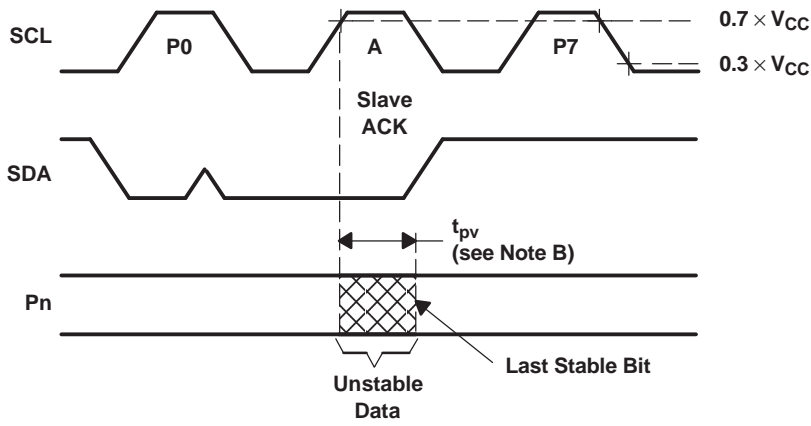 SCL
P0
A
P7
0.7 × VCC
0.3 × VCC
Slave
ACK
SDA
tpv
(see Note B)
Pn
Last Stable Bit
Unstable
Data